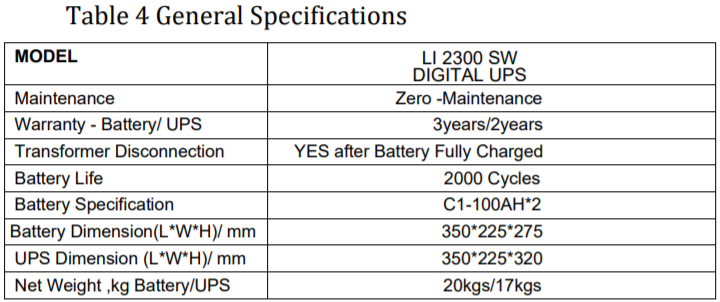 Table 4 General Specifications
MODEL LI 2300 SW
DIGITAL UPS
Maintenance Zero -Maintenance
Warranty - Battery/ UPS 3years/2years
Transformer Disconnection YES after Battery Fully Charged
Battery Life 2000 Cycles
Battery Specification C1-100AH*2
Battery Dimension(L*W*H)/ mm 350*225*275
UPS Dimension (L*W*H)/ mm 350*225*320
Net Weight ,kg Battery/UPS 20kgs/17kgs